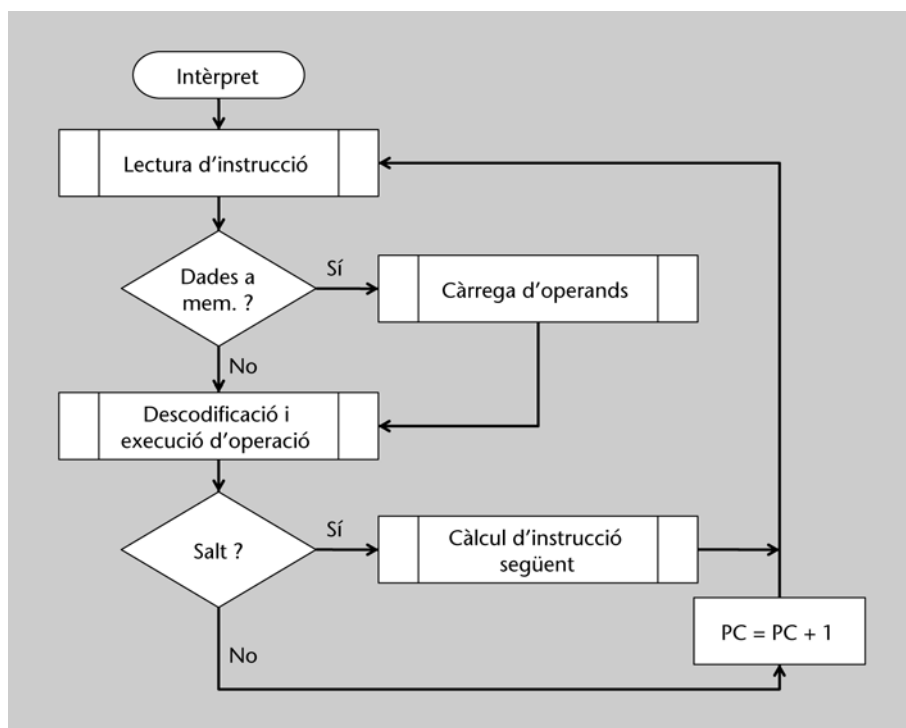 Intèrpret
Lectura d'instrucció
Dades a
mem. ?
Sí
Càrrega d'operands
No
Descodificació i
execució d'operació
Salt ?
Sí
Càlcul d'instrucció
següent
PC = PC + 1
No